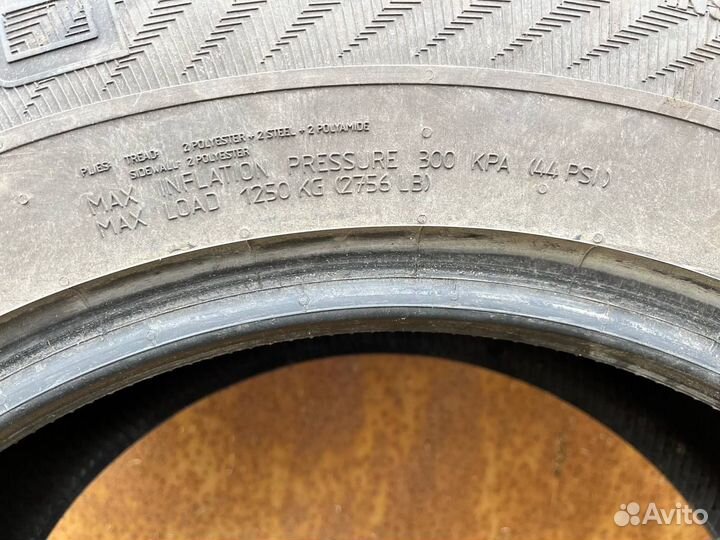 PLIES: TREAD: 2 POLYESTER + 2 STEEL + 2 POLYAMIDE
SIDEWALL: 2 POLYESTER
MAX INFLATION PRESSURE 300 KPA (44 PSI)
MAX LOAD 1250 KG (2756 LB)
Avito